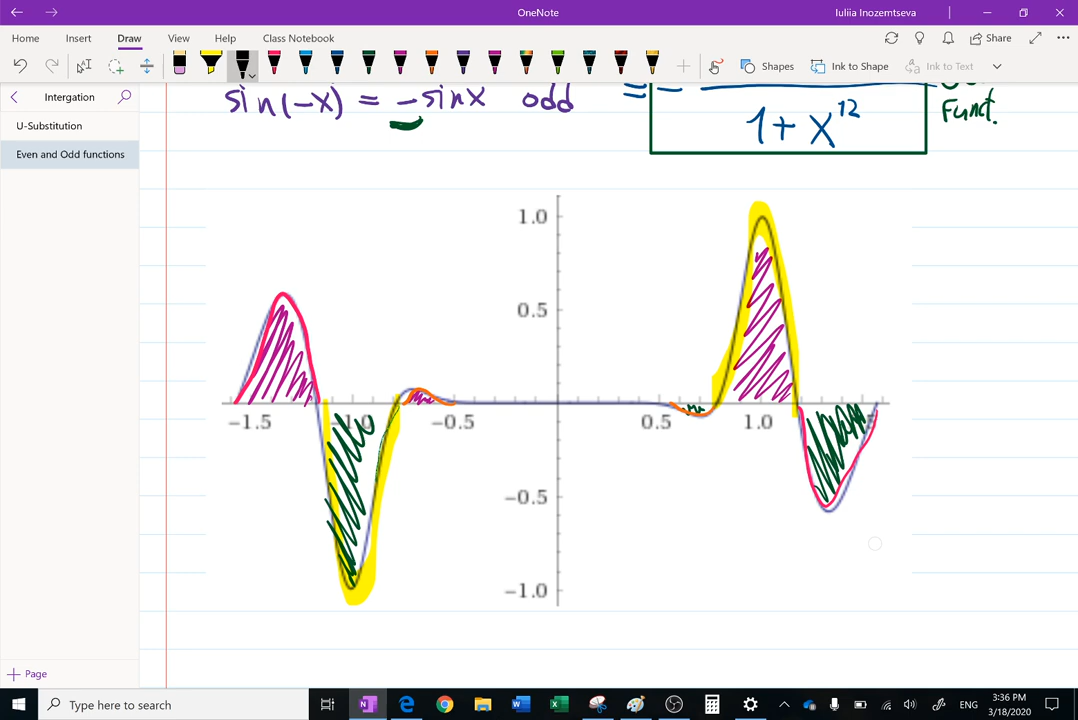 OneNote
Iuliia Inozemtseva
Home Insert Draw View Help Class Notebook Share
Shapes Ink to Shape Ink to Text
Intergation
U-Substitution
Even and Odd functions
sin(-x) = -sinx odd
= -
1 + x^12
Funct.
1.0
0.5
-1.5 -1.0 -0.5 0.5 1.0
-0.5
-1.0
Page
Type here to search
ENG
3:36 PM
3/18/2020